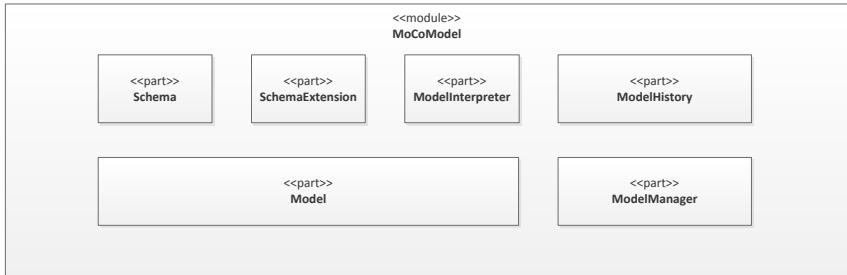 <<module>>
MoCoModel
<<part>>
Schema
<<part>>
SchemaExtension
<<part>>
ModelInterpreter
<<part>>
ModelHistory
<<part>>
Model
<<part>>
ModelManager